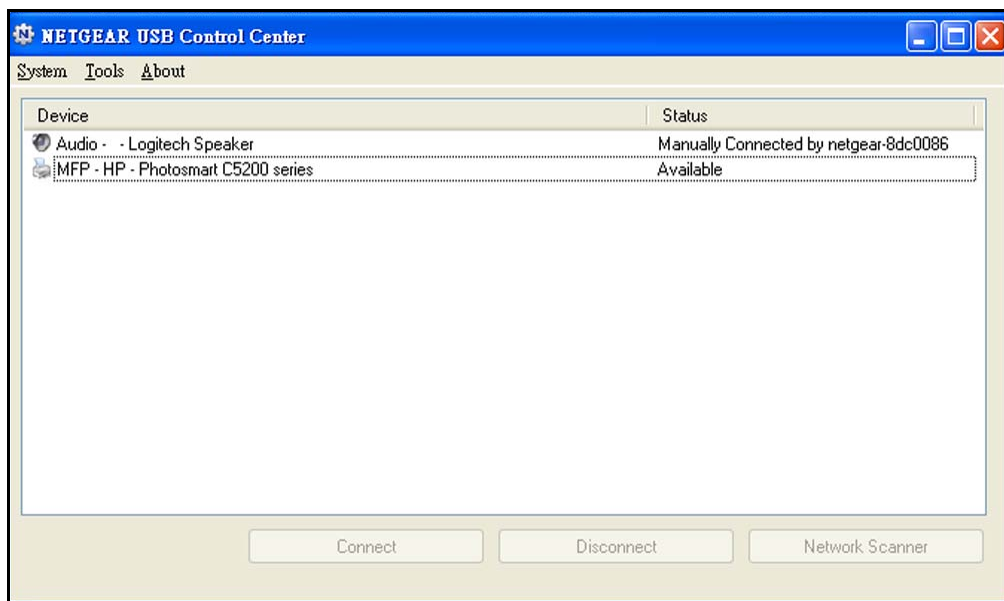 NETGEAR USB Control Center
System Tools About
Device Status
Audio - - Logitech Speaker Manually Connected by netgear-8dc0086
MFP - HP - Photosmart C5200 series Available
Connect Disconnect Network Scanner